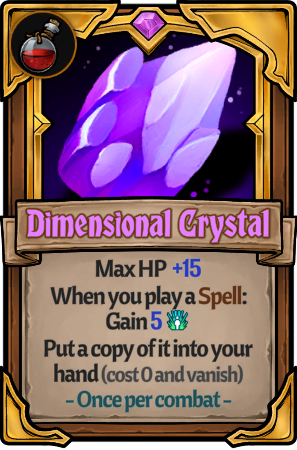 Dimensional Crystal
Max HP +15
When you play a Spell:
Gain 5
Put a copy of it into your
hand (cost 0 and vanish)
- Once per combat -